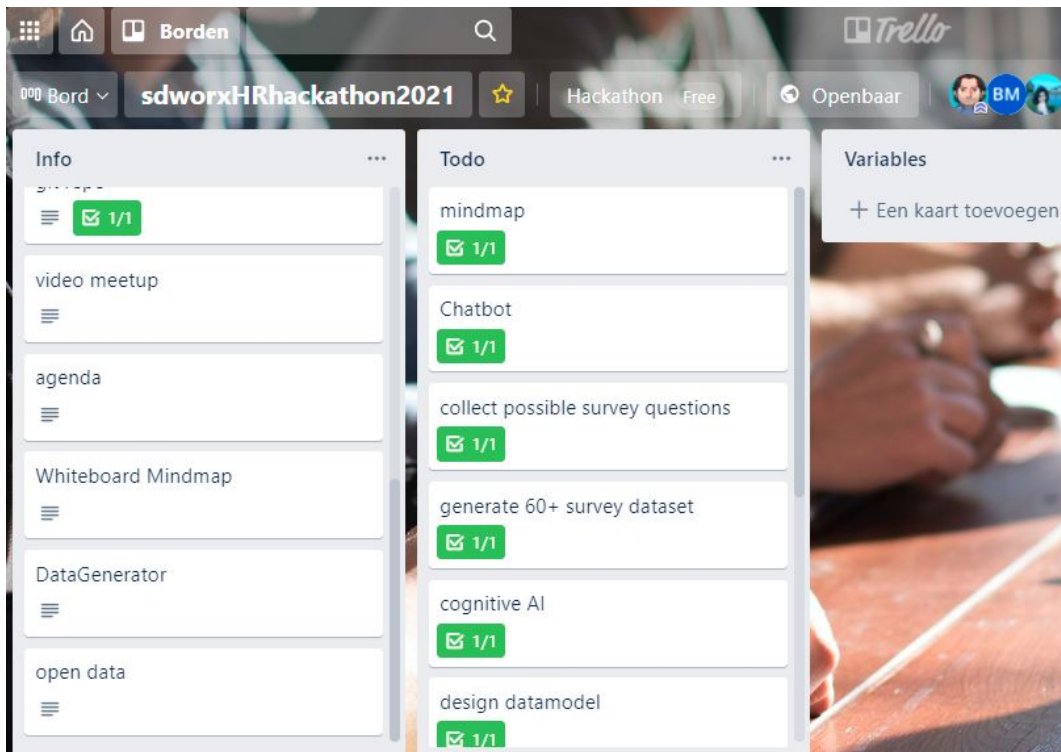 Borden
Trello
Bord
sdworxHRhackathon2021
Hackathon Free
Openbaar
BM
Info
1/1
video meetup
agenda
Whiteboard Mindmap
DataGenerator
open data
Todo
mindmap
1/1
Chatbot
1/1
collect possible survey questions
1/1
generate 60+ survey dataset
1/1
cognitive AI
1/1
design datamodel
1/1
Variables
+ Een kaart toevoegen